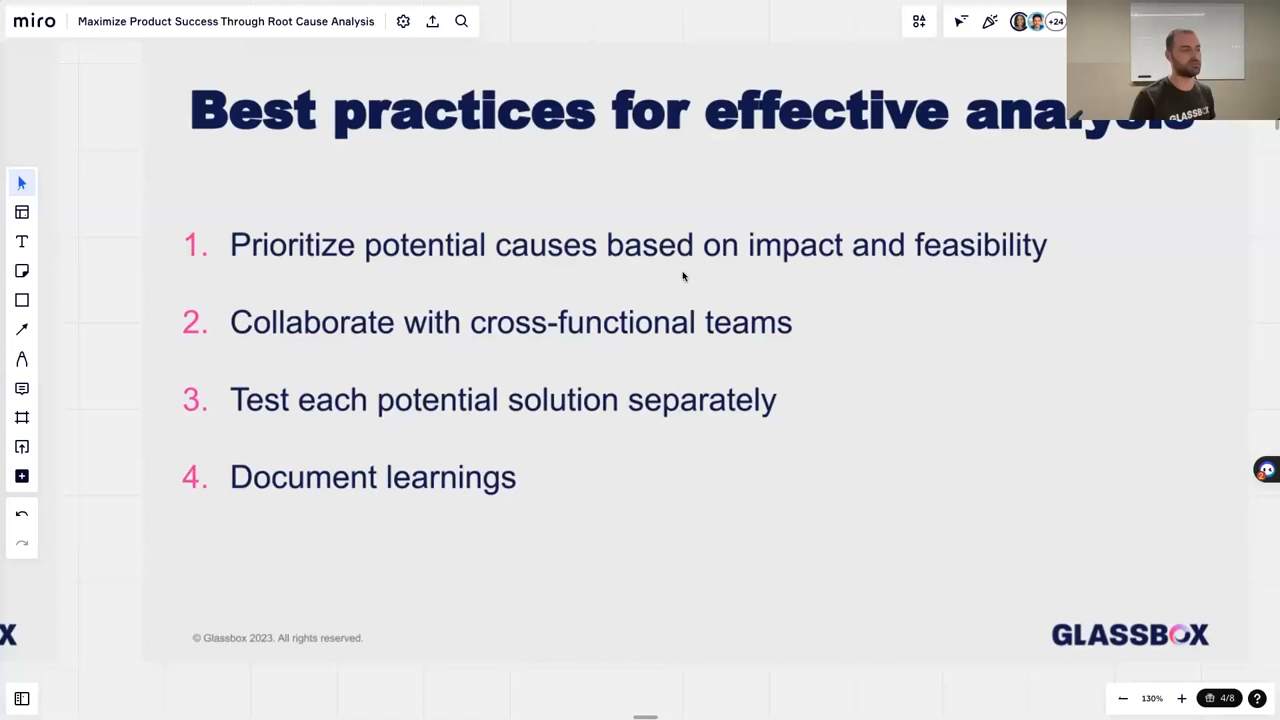 miro
Maximize Product Success Through Root Cause Analysis
+24
GLASSBOX
Best practices for effective analysis
1. Prioritize potential causes based on impact and feasibility
2. Collaborate with cross-functional teams
3. Test each potential solution separately
4. Document learnings
X
© Glassbox 2023. All rights reserved.
GLASSBOX
130%
4/8
?